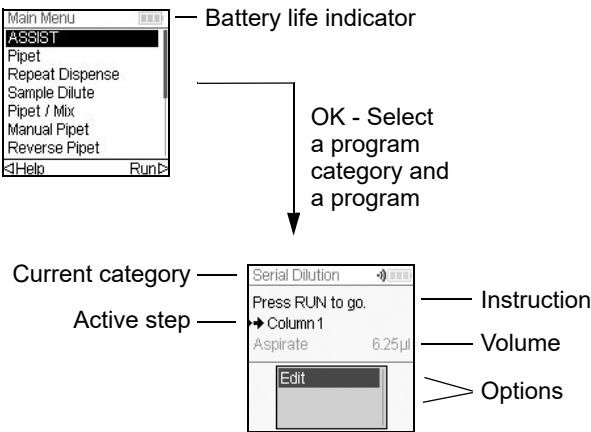 Main Menu
Battery life indicator
ASSIST
Pipet
Repeat Dispense
Sample Dilute
Pipet / Mix
Manual Pipet
Reverse Pipet
Help
Run
OK - Select
a program
category and
a program
Current category
Serial Dilution
Press RUN to go.
Instruction
Active step
Column 1
Aspirate 6.25µl
Volume
Edit
Options